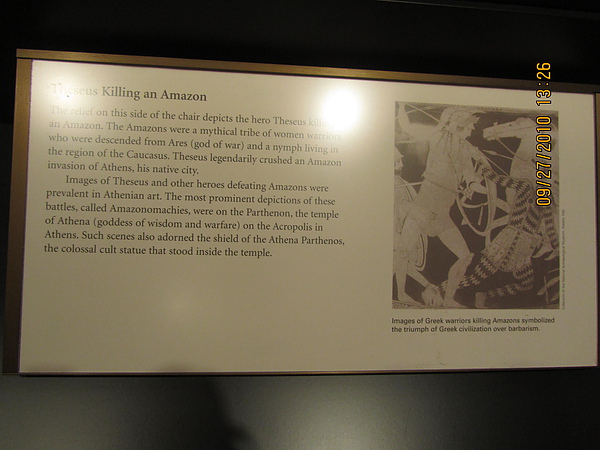 Theseus Killing an Amazon
The relief on this side of the chair depicts the hero Theseus killing
an Amazon. The Amazons were a mythical tribe of women warriors
who were descended from Ares (god of war) and a nymph living in
the region of the Caucasus. Theseus legendarily crushed an Amazon
invasion of Athens, his native city.
Images of Theseus and other heroes defeating Amazons were
prevalent in Athenian art. The most prominent depictions of these
battles, called Amazonomachies, were on the Parthenon, the temple
of Athena (goddess of wisdom and warfare) on the Acropolis in
Athens. Such scenes also adorned the shield of the Athena Parthenos,
the colossal cult statue that stood inside the temple.
Images of Greek warriors killing Amazons symbolized
the triumph of Greek civilization over barbarism.
09/27/2010 13:26